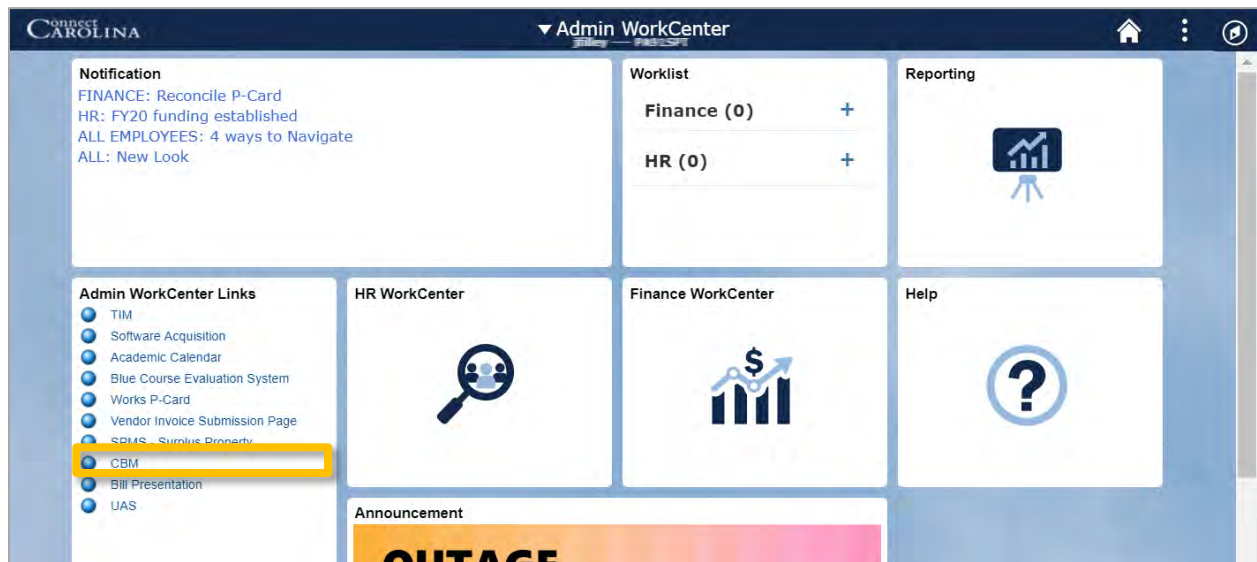 Connect CAROLINA
Admin WorkCenter
Notification
FINANCE: Reconcile P-Card
HR: FY20 funding established
ALL EMPLOYEES: 4 ways to Navigate
ALL: New Look
Worklist
Finance (0) +
HR (0) +
Reporting
Admin WorkCenter Links
TIM
Software Acquisition
Academic Calendar
Blue Course Evaluation System
Works P-Card
Vendor Invoice Submission Page
SPMS - Surplus Property
CBM
Bill Presentation
UAS
HR WorkCenter
Finance WorkCenter
$
Help
?
Announcement
OUTAGE